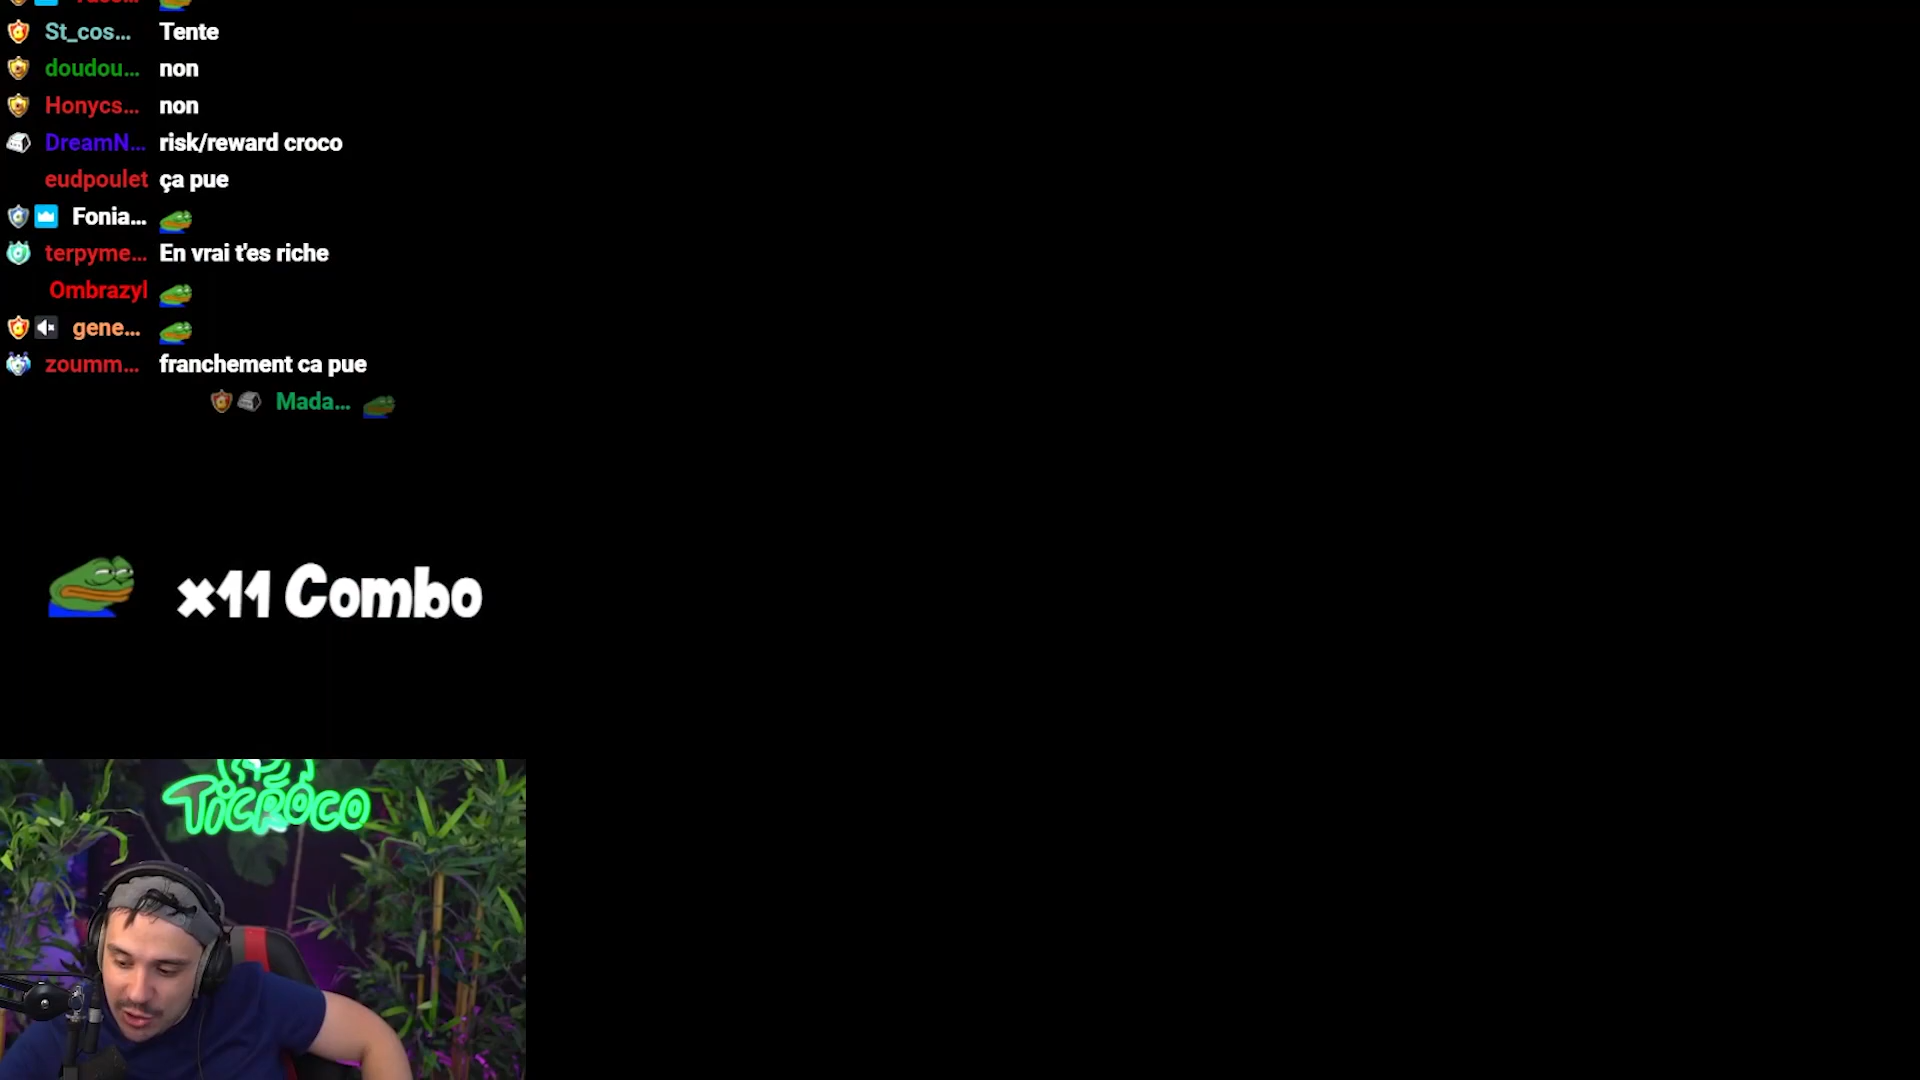 St_cos... Tente
doudou... non
Honycs... non
DreamN... risk/reward croco
eudpoulet ça pue
Fonia...
terpyme... En vrai t'es riche
Ombrazyl
gene...
zoumm... franchement ca pue
Mada...
x11 Combo
TiCROCO